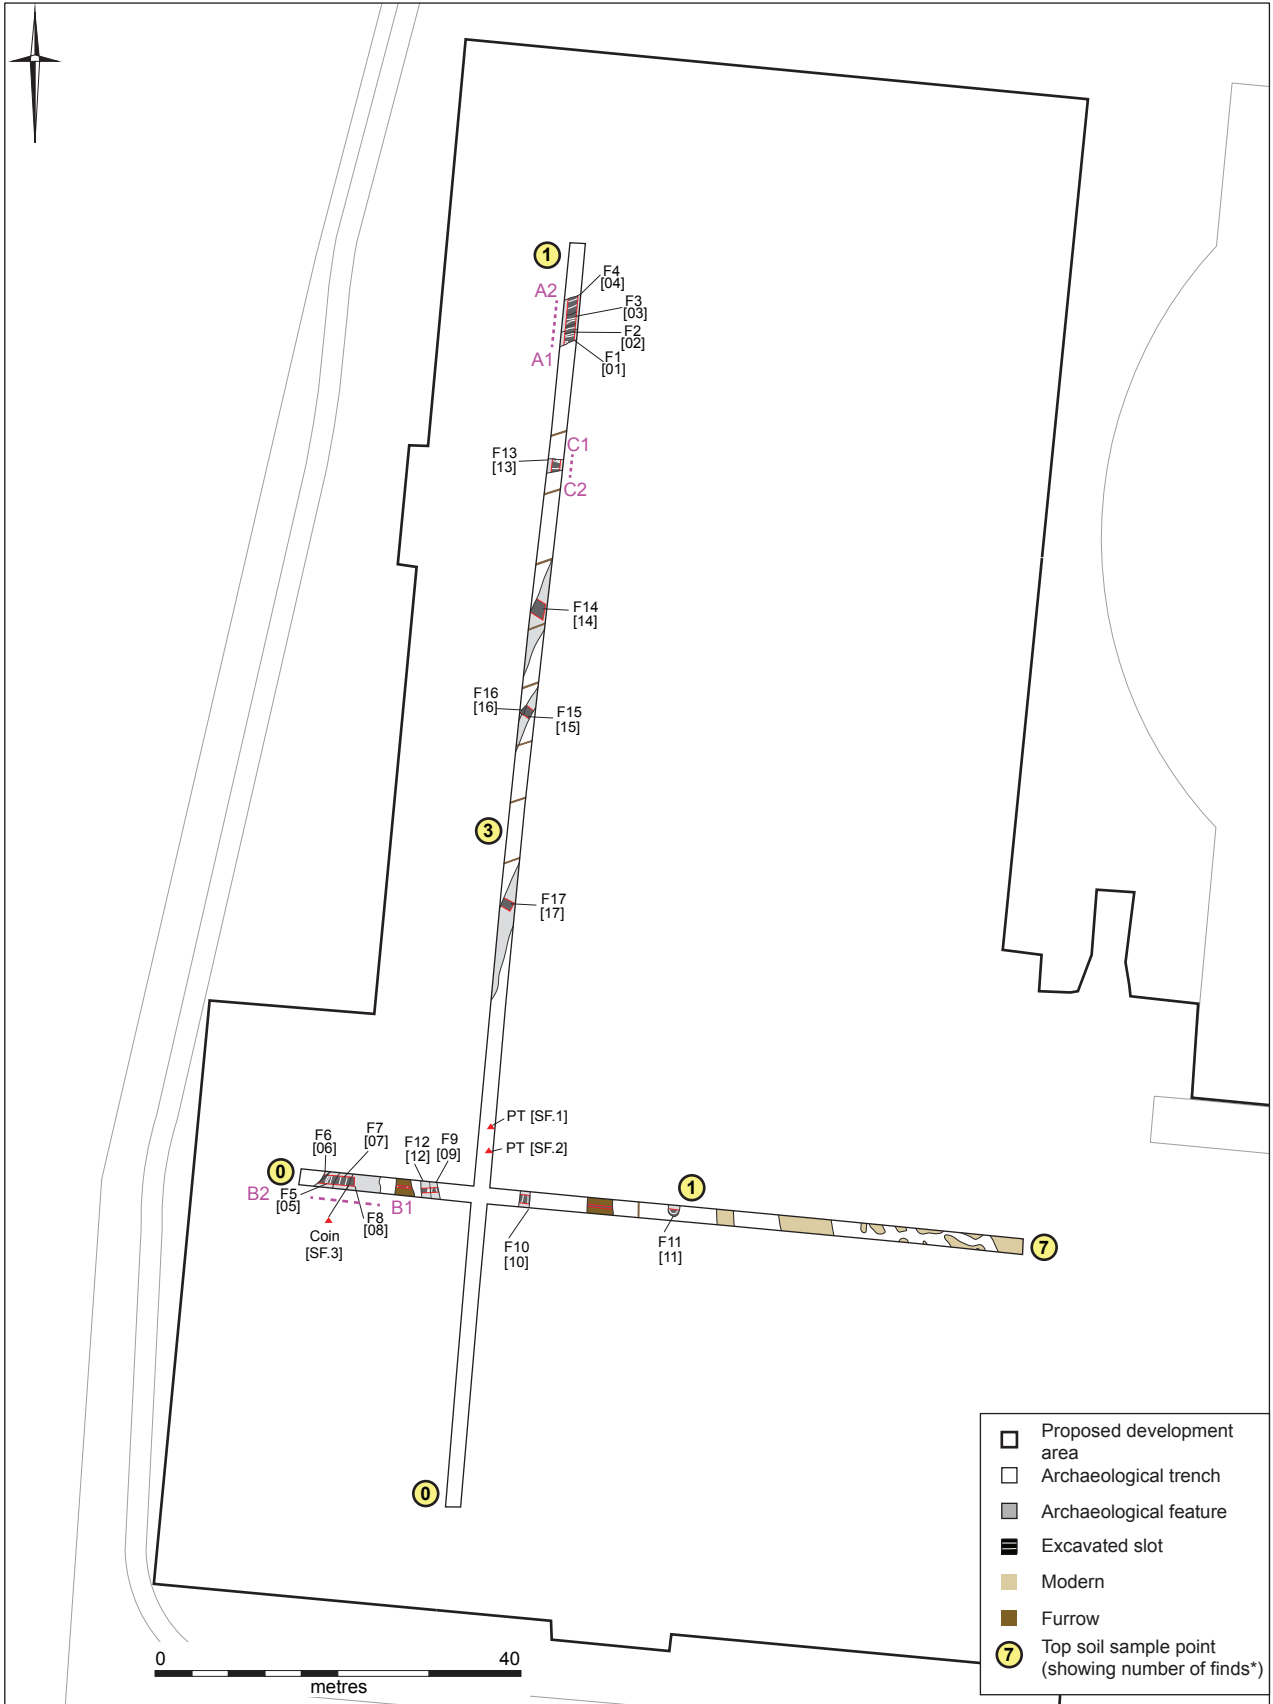 1
F4
[04]
A2
F3
[03]
F2
[02]
A1
F1
[01]
C1
F13
[13]
C2
F14
[14]
F16
[16]
F15
[15]
3
F17
[17]
PT [SF.1]
PT [SF.2]
F6
[06]
F7
[07]
F12
[12]
F9
[09]
0
B2
F5
[05]
B1
F8
[08]
Coin
[SF.3]
1
F10
[10]
F11
[11]
7
0
Proposed development
area
Archaeological trench
Archaeological feature
Excavated slot
Modern
Furrow
7
Top soil sample point
(showing number of finds*)
0 40
metres